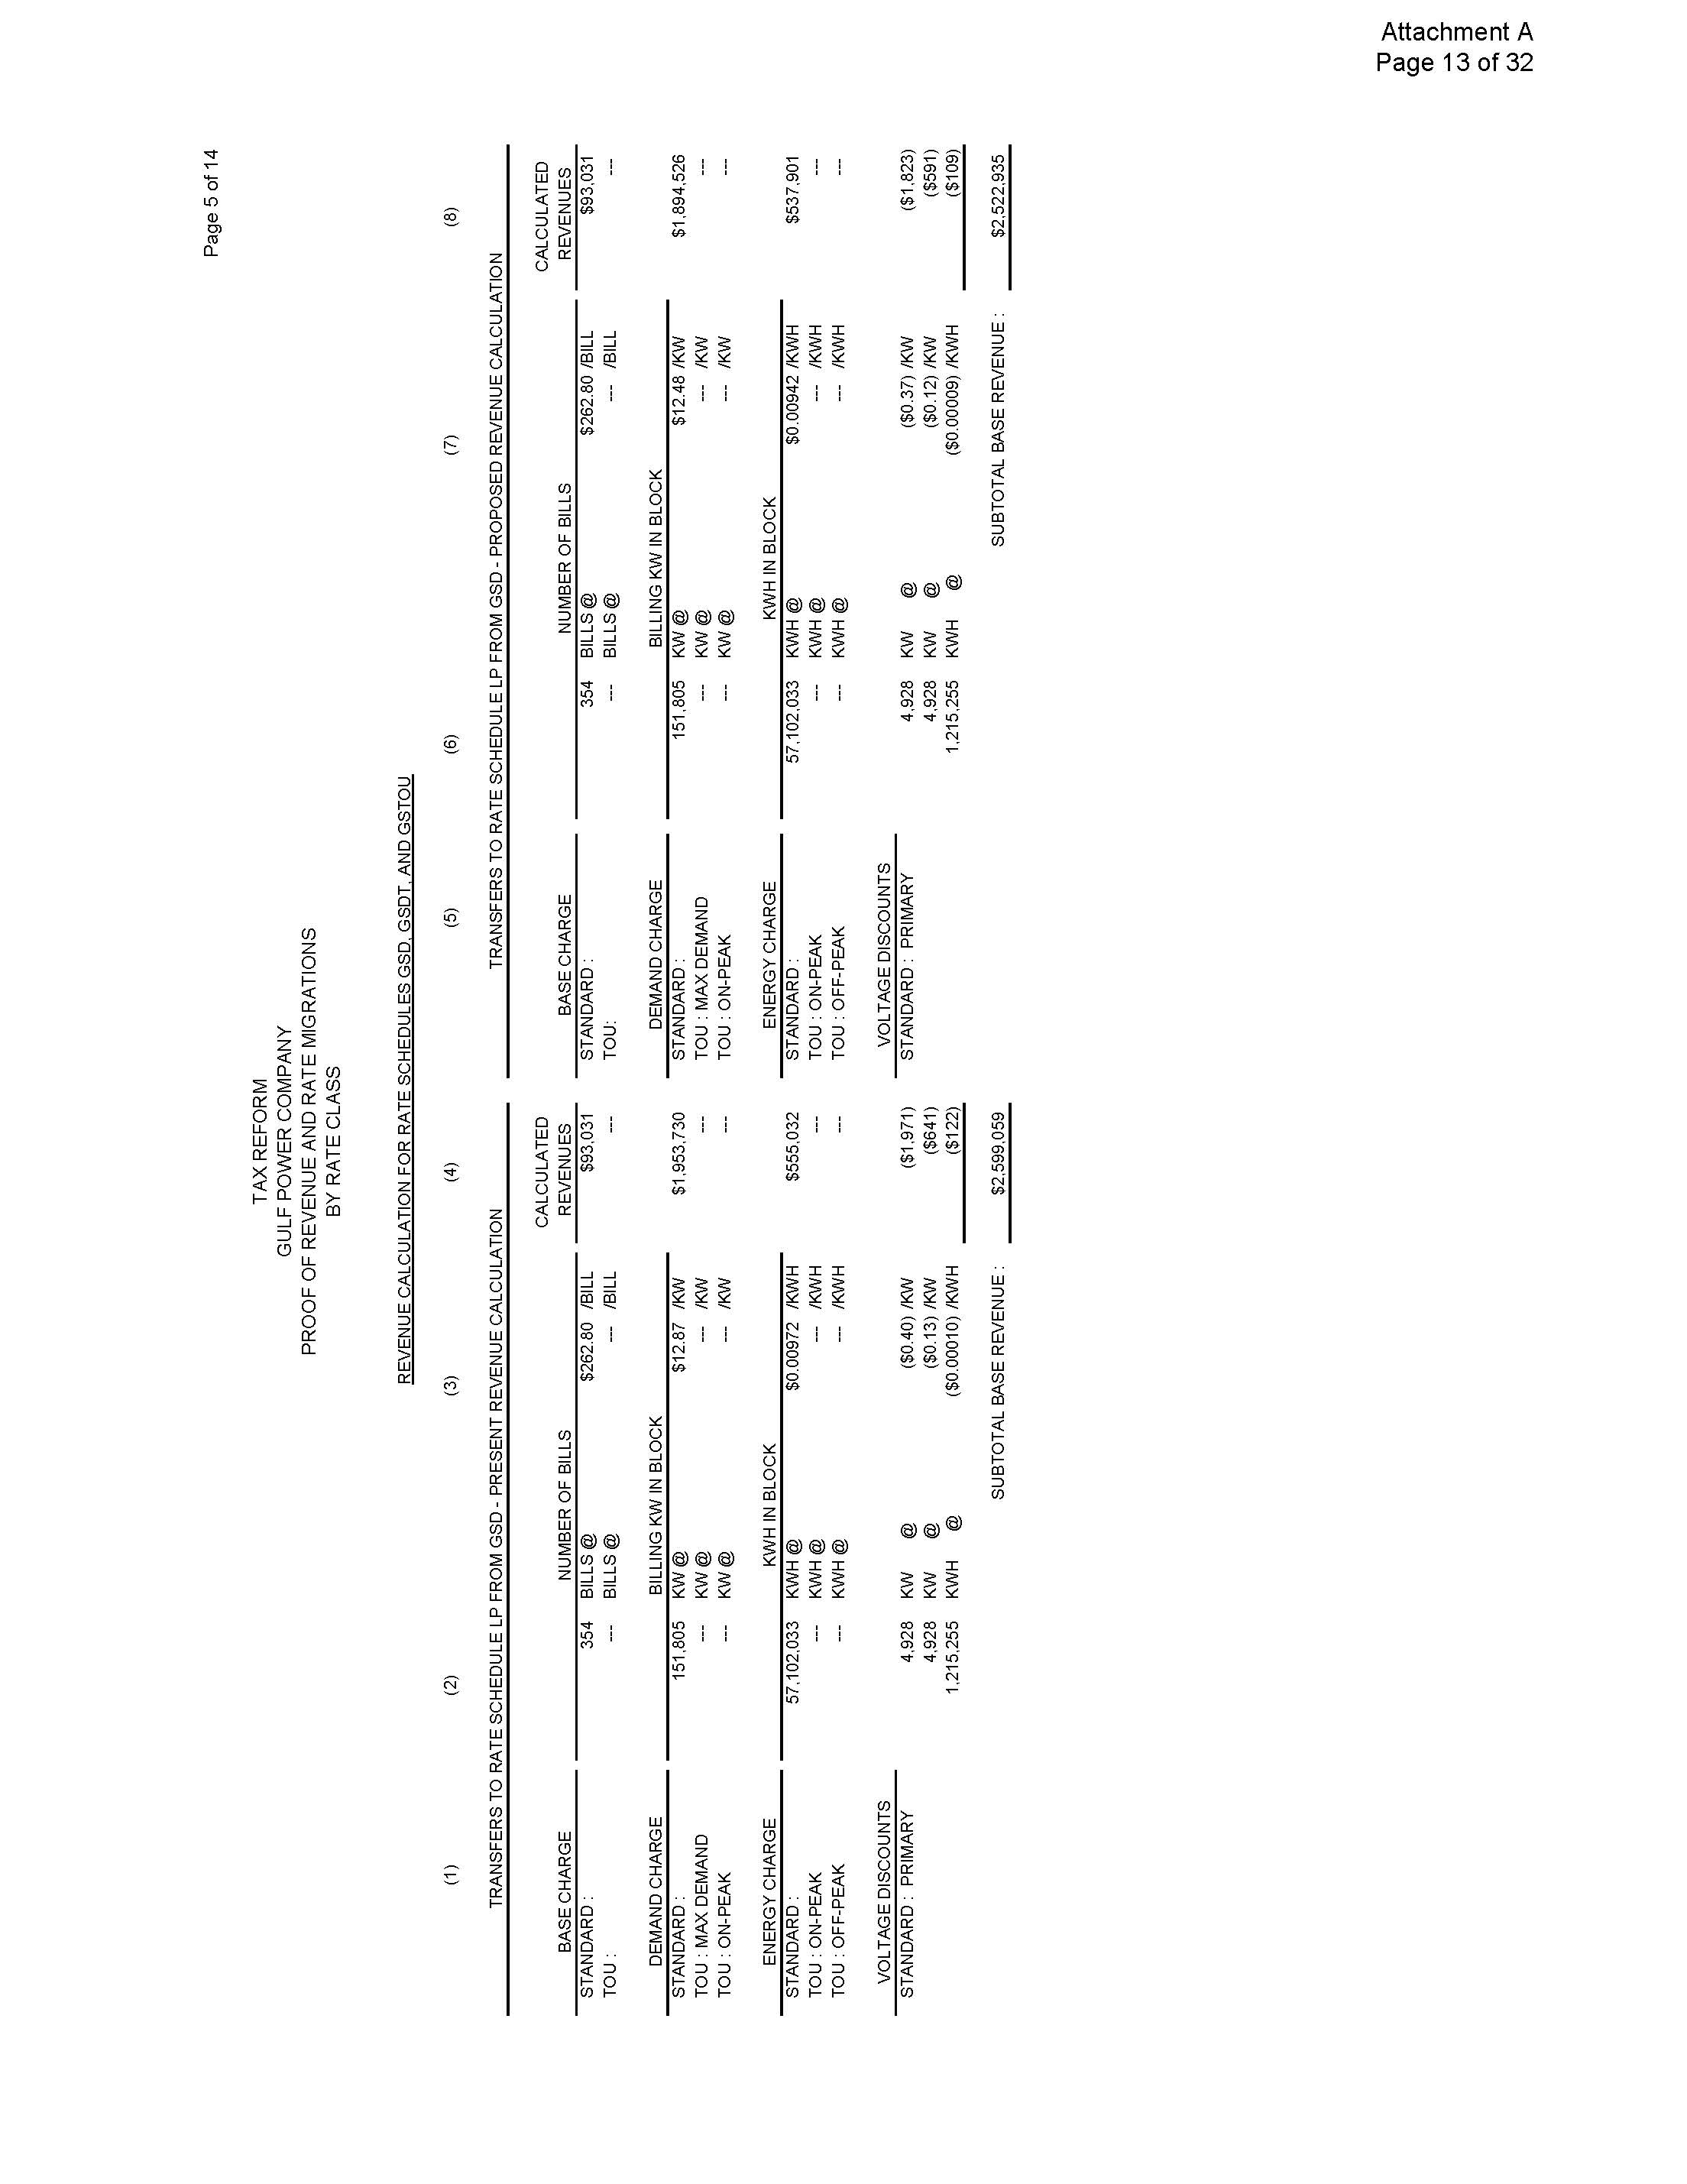 Attachment A
Page 13 of 32
Page 5 of 14
TAX REFORM
GULF POWER COMPANY
PROOF OF REVENUE AND RATE MIGRATIONS
BY RATE CLASS
REVENUE CALCULATION FOR RATE SCHEDULES GSD, GSDT, AND GSTOU
(1) (2) (3) (4) (5) (6) (7) (8)
TRANSFERS TO RATE SCHEDULE LP FROM GSD - PRESENT REVENUE CALCULATION
CALCULATED
BASE CHARGE NUMBER OF BILLS REVENUES
STANDARD : 354 BILLS @ $262.80 /BILL $93,031
TOU : --- BILLS @ --- /BILL ---
DEMAND CHARGE BILLING KW IN BLOCK
STANDARD : 151,805 KW @ $12.87 /KW $1,953,730
TOU : MAX DEMAND --- KW @ --- /KW ---
TOU : ON-PEAK --- KW @ --- /KW ---
ENERGY CHARGE KWH IN BLOCK
STANDARD : 57,102,033 KWH @ $0.00972 /KWH $555,032
TOU : ON-PEAK --- KWH @ --- /KWH ---
TOU : OFF-PEAK --- KWH @ --- /KWH ---
VOLTAGE DISCOUNTS
STANDARD : PRIMARY 4,928 KW @ ($0.40) /KW ($1,971)
4,928 KW @ ($0.13) /KW ($641)
1,215,255 KWH @ ($0.00010) /KWH ($122)
SUBTOTAL BASE REVENUE : $2,599,059
TRANSFERS TO RATE SCHEDULE LP FROM GSD - PROPOSED REVENUE CALCULATION
CALCULATED
BASE CHARGE NUMBER OF BILLS REVENUES
STANDARD : 354 BILLS @ $262.80 /BILL $93,031
TOU: --- BILLS @ --- /BILL ---
DEMAND CHARGE BILLING KW IN BLOCK
STANDARD : 151,805 KW @ $12.48 /KW $1,894,526
TOU : MAX DEMAND --- KW @ --- /KW ---
TOU : ON-PEAK --- KW @ --- /KW ---
ENERGY CHARGE KWH IN BLOCK
STANDARD : 57,102,033 KWH @ $0.00942 /KWH $537,901
TOU : ON-PEAK --- KWH @ --- /KWH ---
TOU : OFF-PEAK --- KWH @ --- /KWH ---
VOLTAGE DISCOUNTS
STANDARD : PRIMARY 4,928 KW @ ($0.37) /KW ($1,823)
4,928 KW @ ($0.12) /KW ($591)
1,215,255 KWH @ ($0.00009) /KWH ($109)
SUBTOTAL BASE REVENUE : $2,522,935